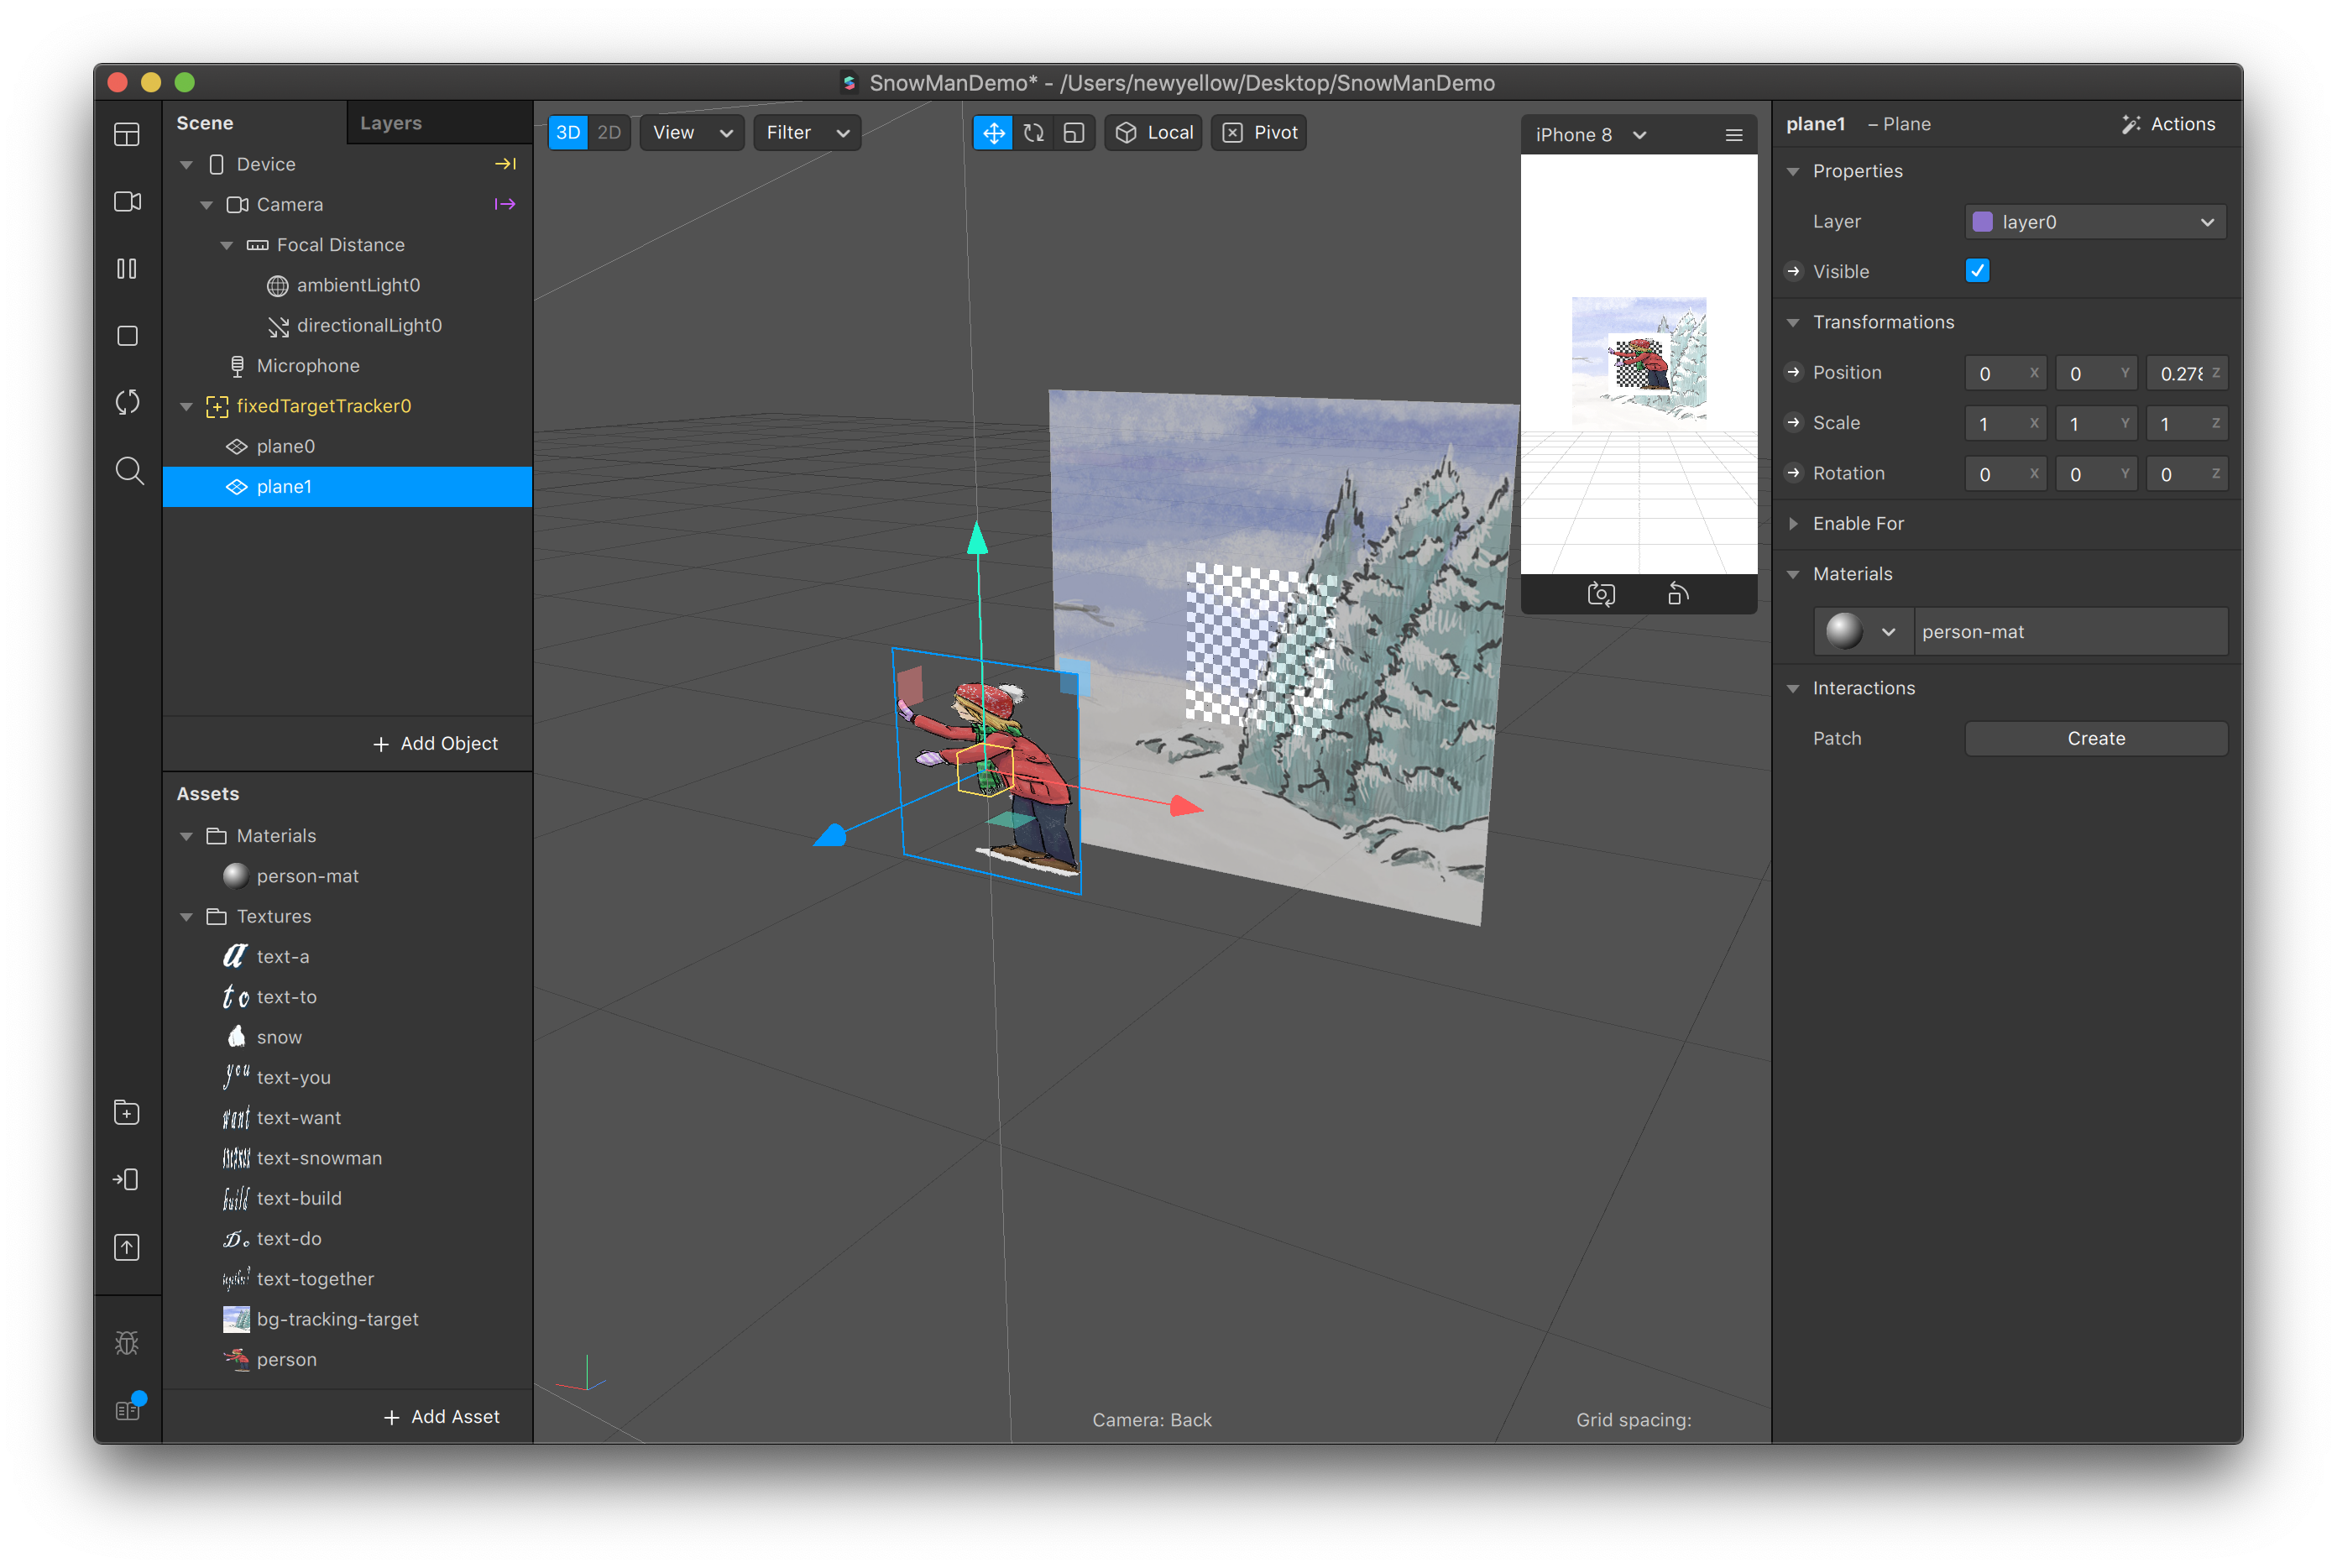 SnowManDemo* - /Users/newyellow/Desktop/SnowManDemo
Scene
Layers
Device
Camera
Focal Distance
ambientLight0
directionalLight0
Microphone
fixedTargetTracker0
plane0
plane1
+ Add Object
Assets
Materials
person-mat
Textures
text-a
text-to
snow
text-you
text-want
text-snowman
text-build
text-do
text-together
bg-tracking-target
person
+ Add Asset
3D 2D View Filter Local Pivot
iPhone 8
Camera: Back
Grid spacing:
plane1 – Plane Actions
Properties
Layer layer0
Visible
Transformations
Position 0 X 0 Y 0.278 Z
Scale 1 X 1 Y 1 Z
Rotation 0 X 0 Y 0 Z
Enable For
Materials
person-mat
Interactions
Patch Create